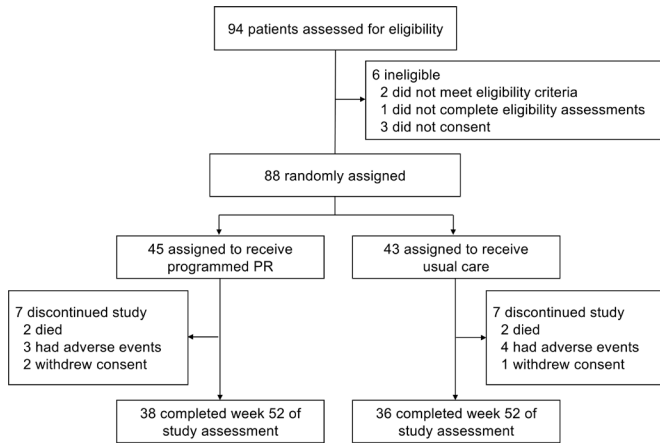 94 patients assessed for eligibility
6 ineligible
2 did not meet eligibility criteria
1 did not complete eligibility assessments
3 did not consent
88 randomly assigned
45 assigned to receive
programmed PR
43 assigned to receive
usual care
7 discontinued study
2 died
3 had adverse events
2 withdrew consent
7 discontinued study
2 died
4 had adverse events
1 withdrew consent
38 completed week 52 of
study assessment
36 completed week 52 of
study assessment